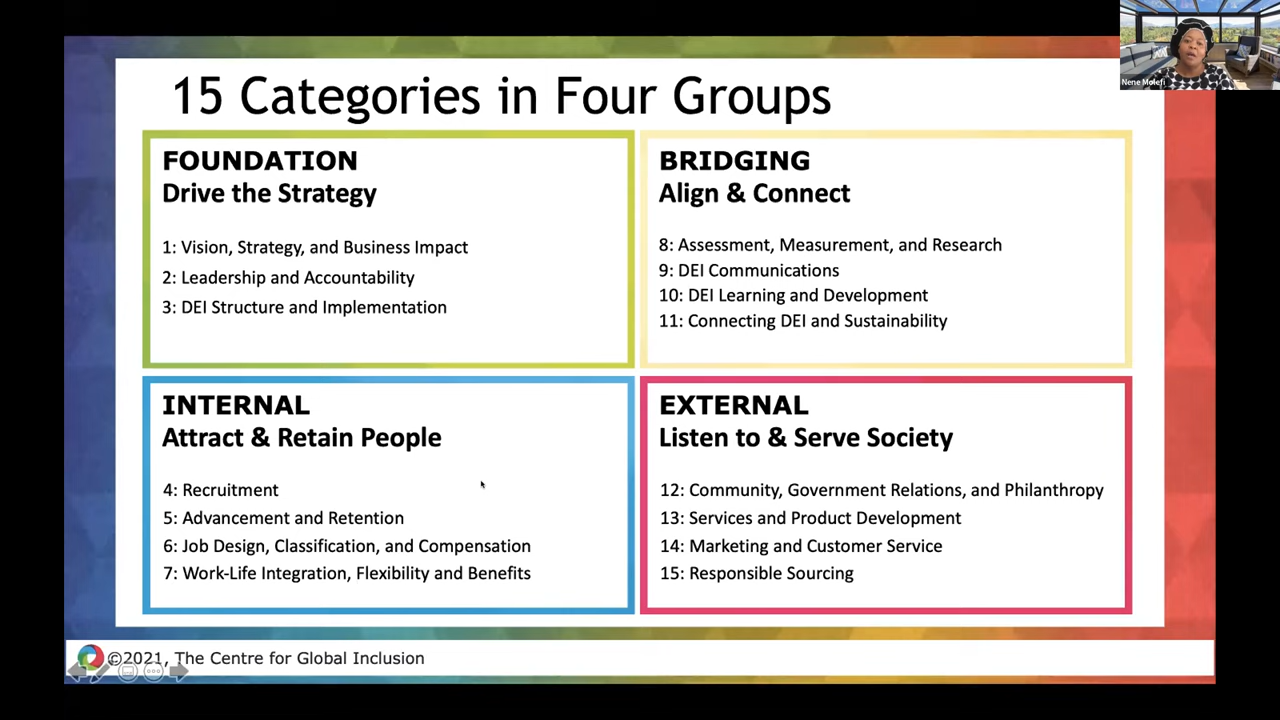 15 Categories in Four Groups
Nene Molefi
FOUNDATION
Drive the Strategy
1: Vision, Strategy, and Business Impact
2: Leadership and Accountability
3: DEI Structure and Implementation
BRIDGING
Align & Connect
8: Assessment, Measurement, and Research
9: DEI Communications
10: DEI Learning and Development
11: Connecting DEI and Sustainability
INTERNAL
Attract & Retain People
4: Recruitment
5: Advancement and Retention
6: Job Design, Classification, and Compensation
7: Work-Life Integration, Flexibility and Benefits
EXTERNAL
Listen to & Serve Society
12: Community, Government Relations, and Philanthropy
13: Services and Product Development
14: Marketing and Customer Service
15: Responsible Sourcing
©2021, The Centre for Global Inclusion